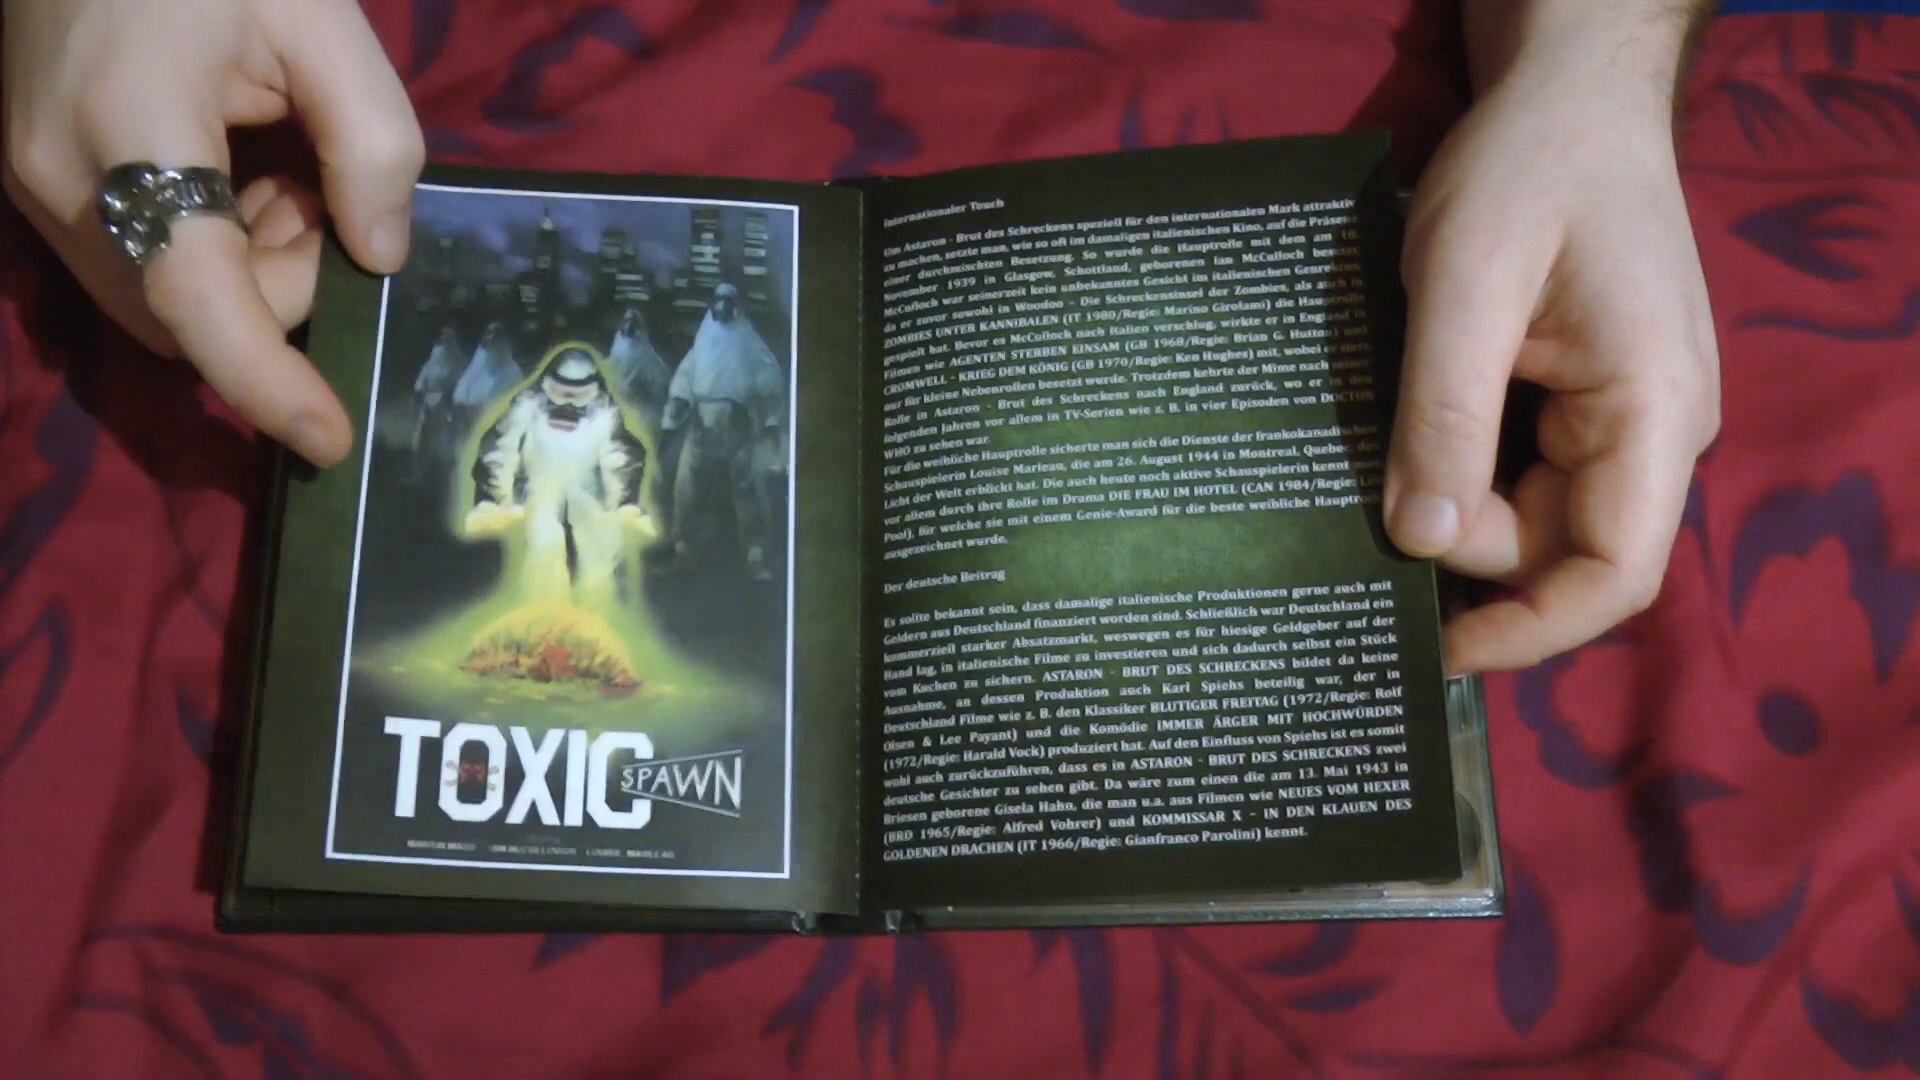 TOXIC
SPAWN
Internationaler Touch
Um Astaron - Brut des Schreckens speziell für den internationalen Mark attraktiv
zu machen, setzte man, wie so oft im damaligen italienischen Kino, auf die Präsenz
einer durchmischten Besetzung. So wurde die Hauptrolle mit dem am 18.
November 1939 in Glasgow, Schottland, geborenen Ian McCulloch besetzt.
McCulloch war seinerzeit kein unbekanntes Gesicht im italienischen Genrekino,
da er zuvor sowohl in Woodoo - Die Schreckensinsel der Zombies, als auch in
ZOMBIES UNTER KANNIBALEN (IT 1980/Regie: Marino Girolami) die Hauptrolle
gespielt hat. Bevor es McCulloch nach Italien verschlug, wirkte er in England in
Filmen wie AGENTEN STERBEN EINSAM (GB 1968/Regie: Brian G. Hutton) und
CROMWELL - KRIEG DEM KÖNIG (GB 1970/Regie: Ken Hughes) mit, wobei er stets
nur für kleine Nebenrollen besetzt wurde. Trotzdem kehrte der Mime nach seiner
Rolle in Astaron - Brut des Schreckens nach England zurück, wo er in den
folgenden Jahren vor allem in TV-Serien wie z. B. in vier Episoden von DOCTOR
WHO zu sehen war.
Für die weibliche Hauptrolle sicherte man sich die Dienste der frankokanadischen
Schauspielerin Louise Marleau, die am 26. August 1944 in Montreal, Quebec, das
Licht der Welt erblickt hat. Die auch heute noch aktive Schauspielerin kennt man
vor allem durch ihre Rolle im Drama DIE FRAU IM HOTEL (CAN 1984/Regie: Léa
Pool), für welche sie mit einem Genie-Award für die beste weibliche Hauptrolle
ausgezeichnet wurde.
Der deutsche Beitrag
Es sollte bekannt sein, dass damalige italienische Produktionen gerne auch mit
Geldern aus Deutschland finanziert worden sind. Schließlich war Deutschland ein
kommerziell starker Absatzmarkt, weswegen es für hiesige Geldgeber auf der
Hand lag, in italienische Filme zu investieren und sich dadurch selbst ein Stück
vom Kuchen zu sichern. ASTARON - BRUT DES SCHRECKENS bildet da keine
Ausnahme, an dessen Produktion auch Karl Spiehs beteilig war, der in
Deutschland Filme wie z. B. den Klassiker BLUTIGER FREITAG (1972/Regie: Rolf
Olsen & Lee Payant) und die Komödie IMMER ÄRGER MIT HOCHWÜRDEN
(1972/Regie: Harald Vock) produziert hat. Auf den Einfluss von Spiehs ist es somit
wohl auch zurückzuführen, dass es in ASTARON - BRUT DES SCHRECKENS zwei
deutsche Gesichter zu sehen gibt. Da wäre zum einen die am 13. Mai 1943 in
Briesen geborene Gisela Hahn, die man u.a. aus Filmen wie NEUES VOM HEXER
(BRD 1965/Regie: Alfred Vohrer) und KOMMISSAR X - IN DEN KLAUEN DES
GOLDENEN DRACHEN (IT 1966/Regie: Gianfranco Parolini) kennt.